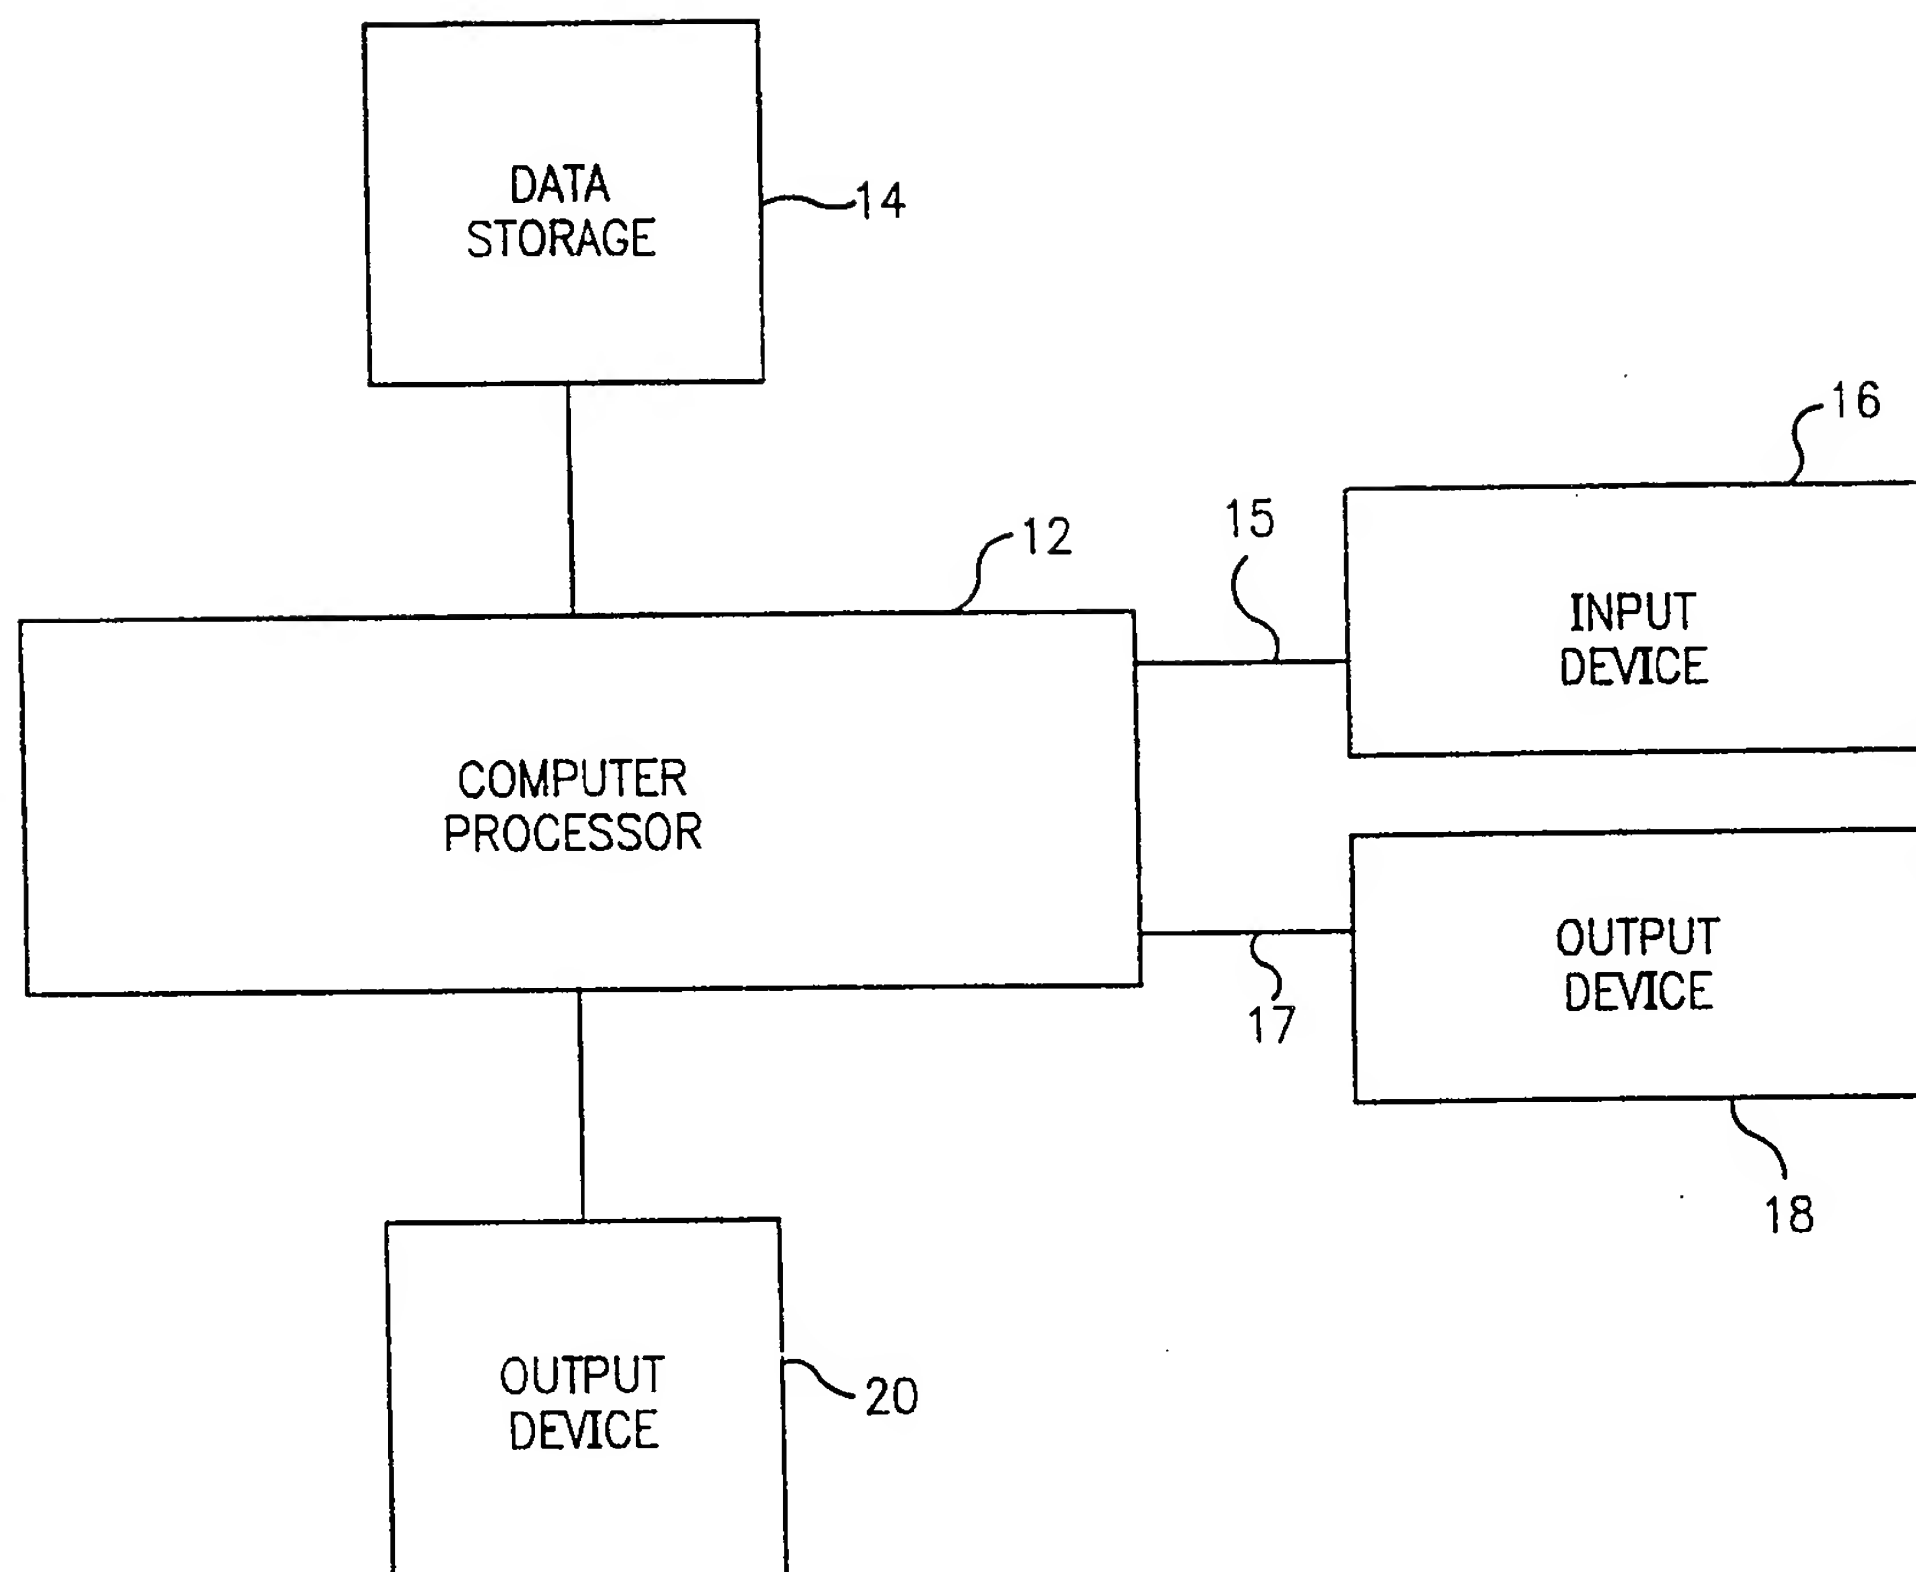 DATA
STORAGE
14
16
12
15
INPUT
DEVICE
COMPUTER
PROCESSOR
OUTPUT
DEVICE
17
18
OUTPUT
DEVICE
20